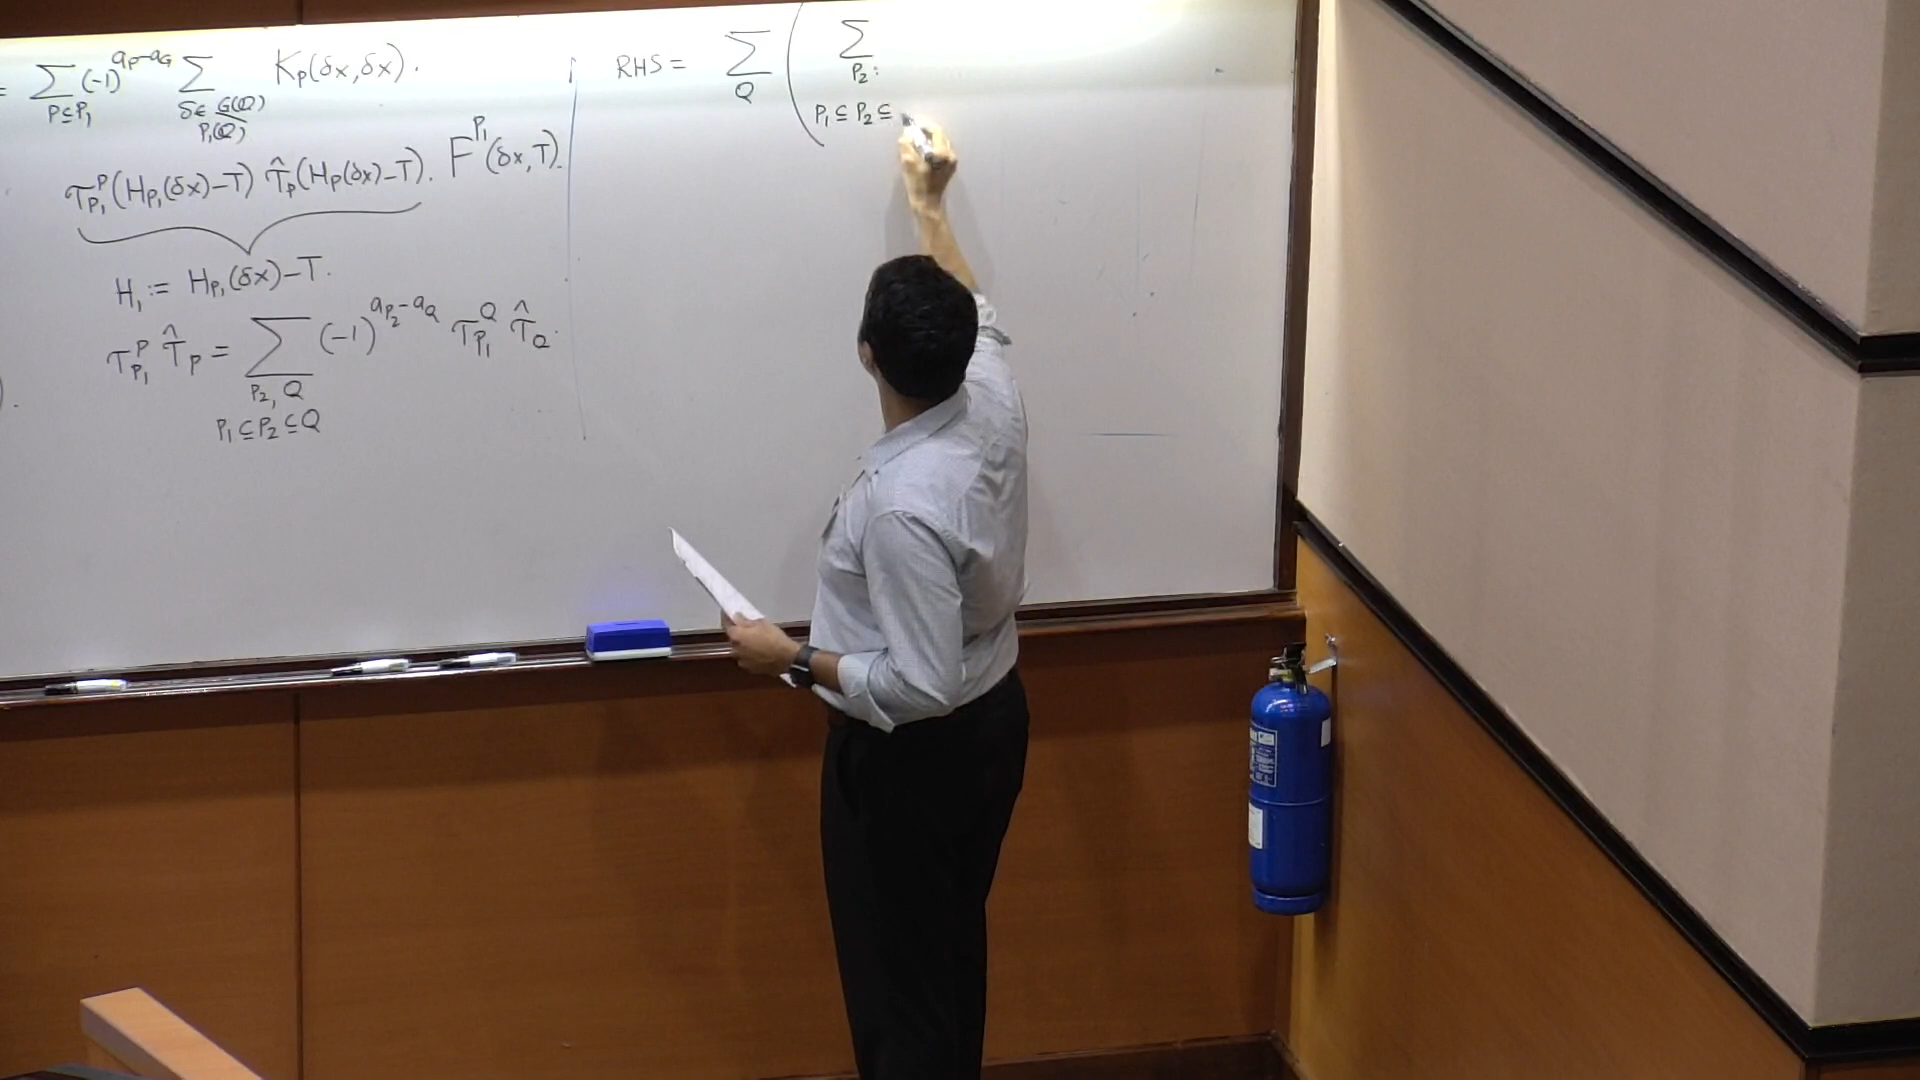 = ∑_{P⊆P₁} (-1)^{a_P-a_G} ∑_{δ∈ P₁(Q)\G(Q)} K_P(δx,δx).
τ_{P₁}^P (H_{P₁}(δx)-T) τ̂_P (H_P(δx)-T). F^{P₁}(δx,T).
H₁ := H_{P₁}(δx)-T.
τ_{P₁}^P τ̂_P = ∑_{P₂, Q P₁⊆P₂⊆Q} (-1)^{a_{P₂}-a_Q} τ_{P₁}^Q τ̂_Q.
).
RHS = ∑_Q ( ∑_{P₂: P₁⊆P₂⊆